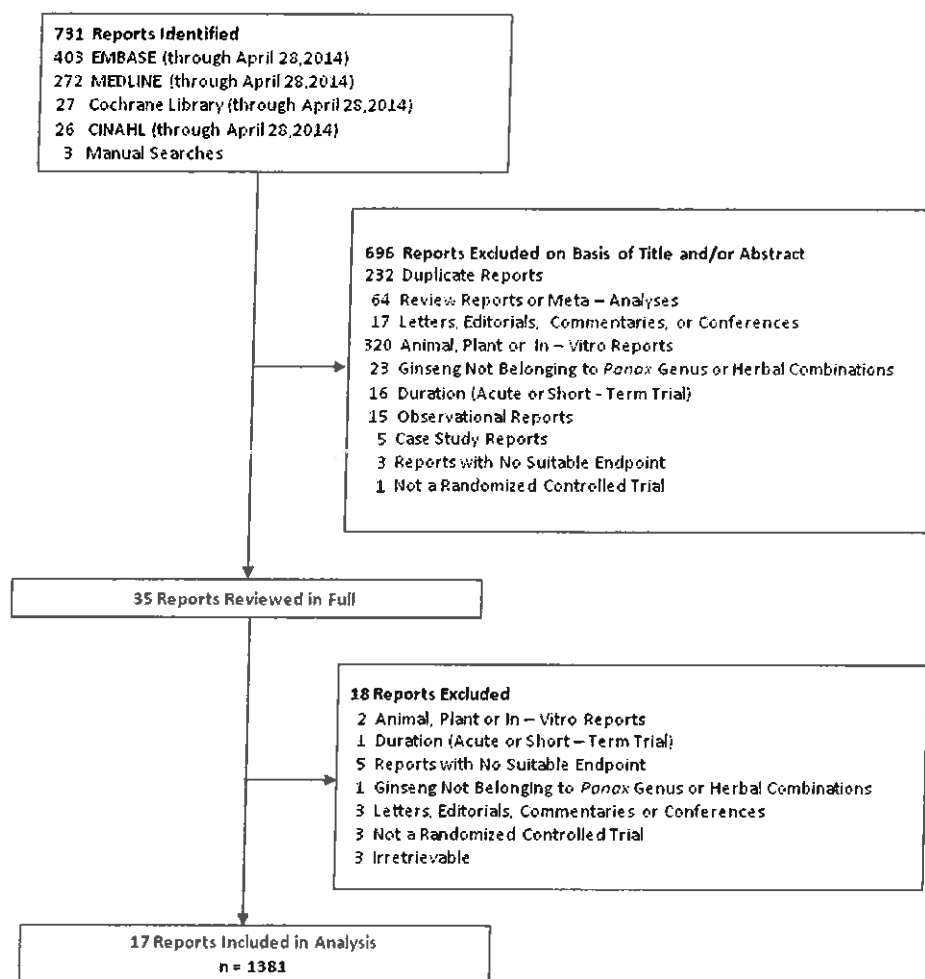 731 Reports Identified
403 EMBASE (through April 28,2014)
272 MEDLINE (through April 28,2014)
27 Cochrane Library (through April 28,2014)
26 CINAHL (through April 28,2014)
3 Manual Searches
696 Reports Excluded on Basis of Title and/or Abstract
232 Duplicate Reports
64 Review Reports or Meta – Analyses
17 Letters, Editorials, Commentaries, or Conferences
320 Animal, Plant or In – Vitro Reports
23 Ginseng Not Belonging to Panax Genus or Herbal Combinations
16 Duration (Acute or Short - Term Trial)
15 Observational Reports
5 Case Study Reports
3 Reports with No Suitable Endpoint
1 Not a Randomized Controlled Trial
35 Reports Reviewed in Full
18 Reports Excluded
2 Animal, Plant or In – Vitro Reports
1 Duration (Acute or Short – Term Trial)
5 Reports with No Suitable Endpoint
1 Ginseng Not Belonging to Panax Genus or Herbal Combinations
3 Letters, Editorials, Commentaries or Conferences
3 Not a Randomized Controlled Trial
3 Irretrievable
17 Reports Included in Analysis
n = 1381